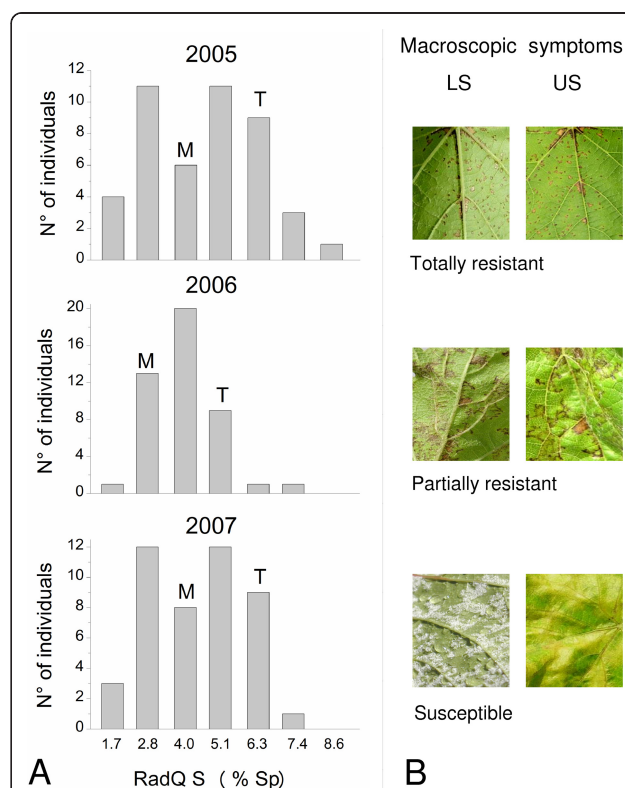 2005
N° of individuals
12
10
8
6
4
2
0
M
T
2006
N° of individuals
20
16
12
8
4
0
M
T
2007
N° of individuals
12
10
8
6
4
2
0
M
T
1.7 2.8 4.0 5.1 6.3 7.4 8.6
RadQ S ( % Sp)
A
Macroscopic symptoms
LS US
Totally resistant
Partially resistant
Susceptible
B